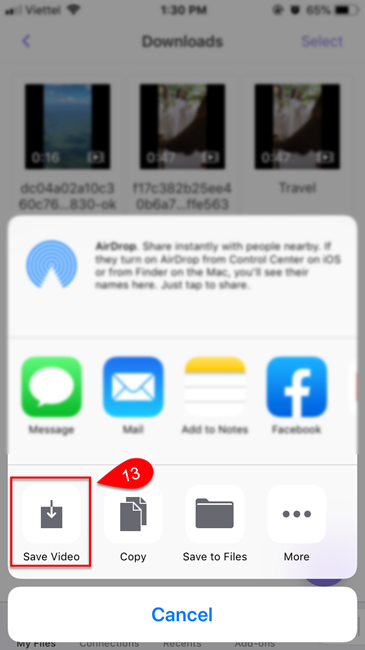 Viettel 1:30 PM 65%
Downloads Select
0:16 0:47 0:47
dc04a02a10c3 f17c382b25ee4 Travel
60c76...830-ok 0b6a7...ffe563
AirDrop. Share instantly with people nearby. If
they turn on AirDrop from Control Center on iOS
or from Finder on the Mac, you'll see their
names here. Just tap to share.
Message Mail Add to Notes Facebook
13
Save Video Copy Save to Files More
Cancel
My Files Connections Recents Add-ons